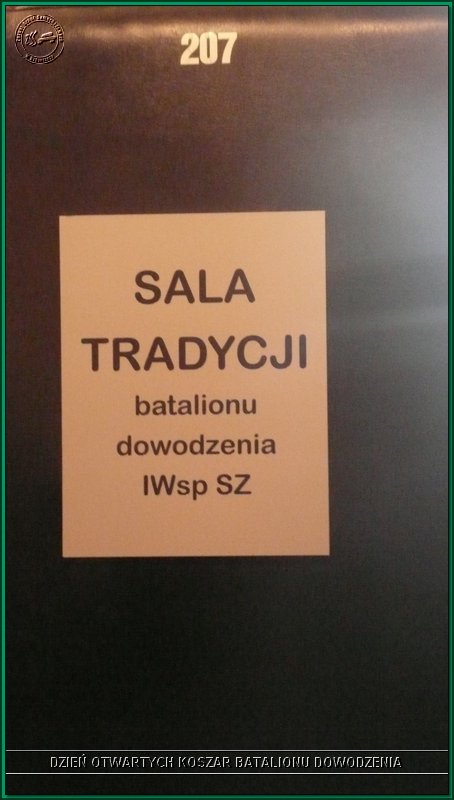 207
SALA
TRADYCJI
batalionu
dowodzenia
IWsp SZ
DZIEŃ OTWARTYCH KOSZAR BATALIONU DOWODZENIA